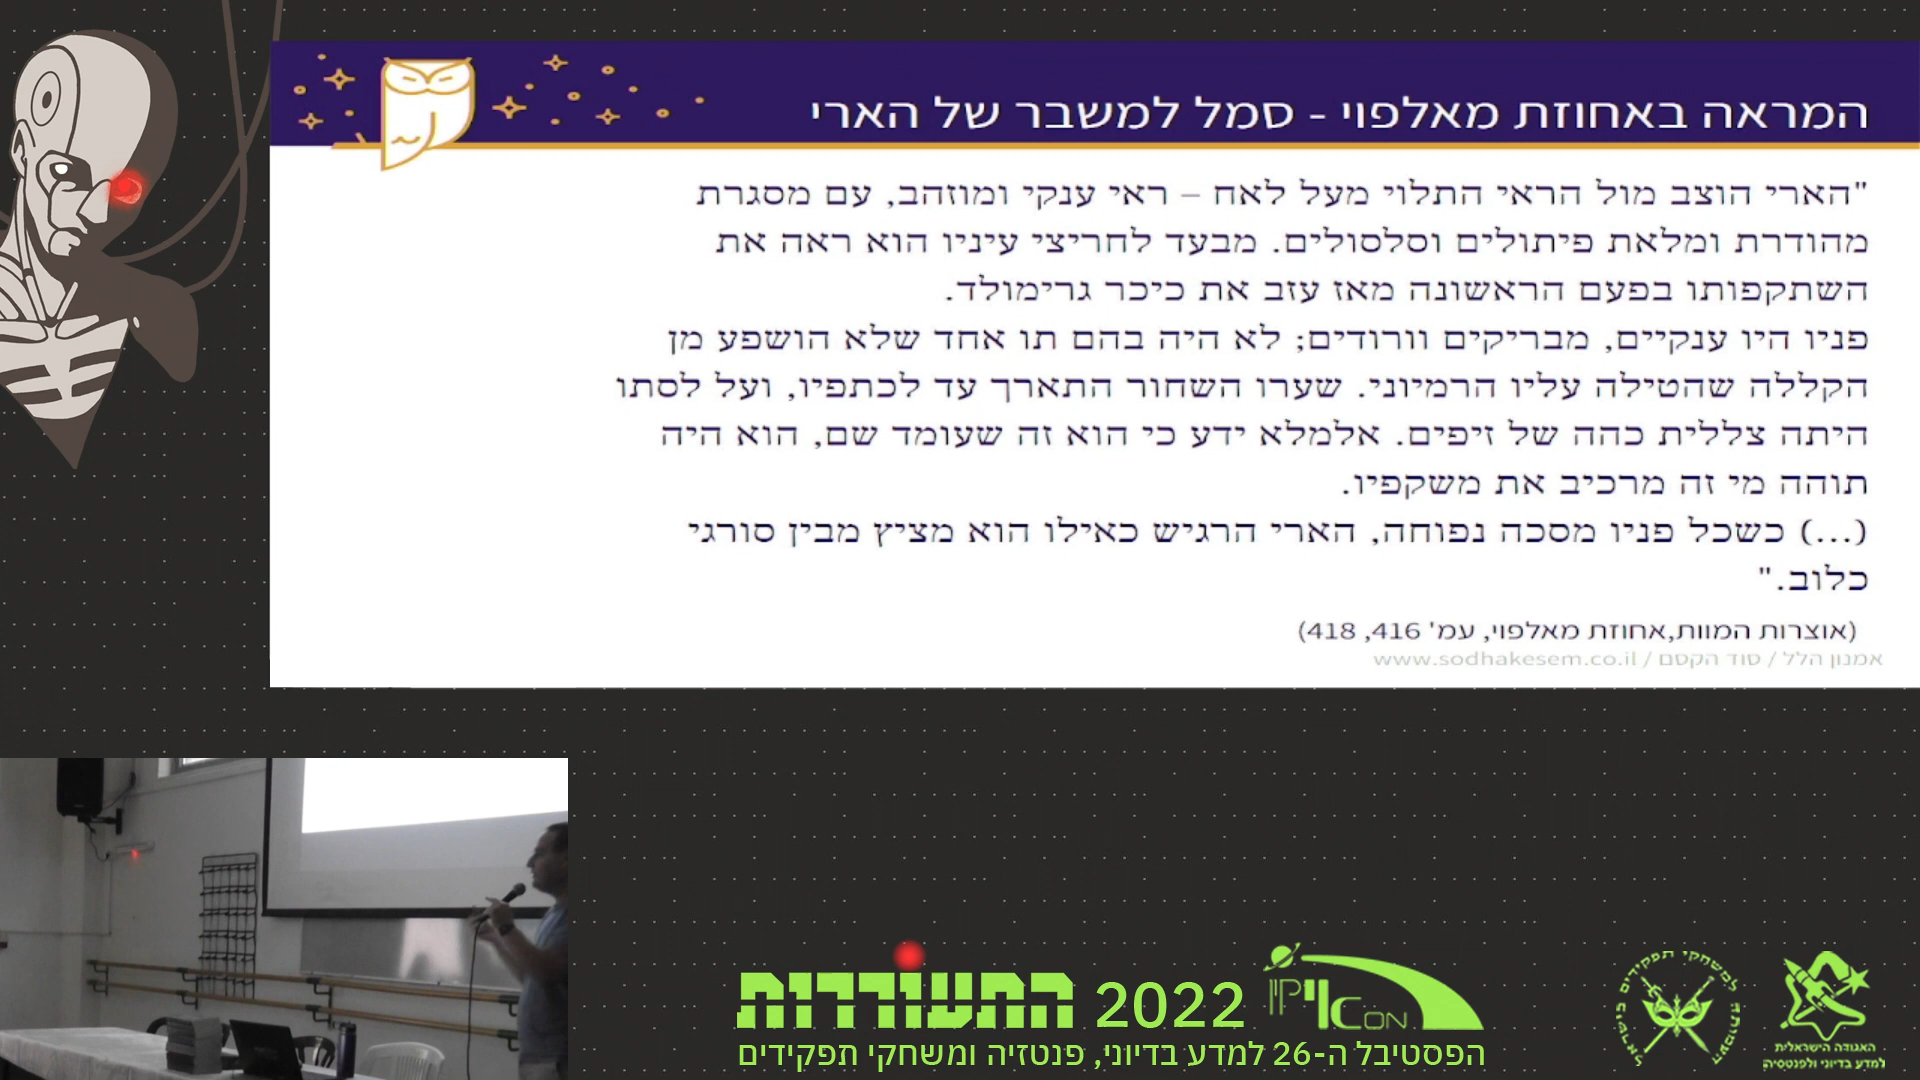 המראה באחוזת מאלפוי - סמל למשבר של הארי
"הארי הוצב מול הראי התלוי מעל לאח – ראי ענקי ומוזהב, עם מסגרת
מהודרת ומלאת פיתולים וסלסולים. מבעד לחריצי עיניו הוא ראה את
השתקפותו בפעם הראשונה מאז עזב את כיכר גרימולד.
פניו היו ענקיים, מבריקים וורודים; לא היה בהם תו אחד שלא הושפע מן
הקללה שהטילה עליו הרמיוני. שערו השחור התארך עד לכתפיו, ועל לסתו
היתה צללית כהה של זיפים. אלמלא ידע כי הוא זה שעומד שם, הוא היה
תוהה מי זה מרכיב את משקפיו.
(...) כשכל פניו מסכה נפוחה, הארי הרגיש כאילו הוא מציץ מבין סורגי
כלוב."
(אוצרות המוות,אחוזת מאלפוי, עמ' 416, 418)
אמנון הלל / סוד הקסם / www.sodhakesem.co.il
התעוררות 2022 אייקון ICON
הפסטיבל ה-26 למדע בדיוני, פנטזיה ומשחקי תפקידים
העמותה למשחקי תפקידים בישראל
האגודה הישראלית
למדע בדיוני ולפנטסיה